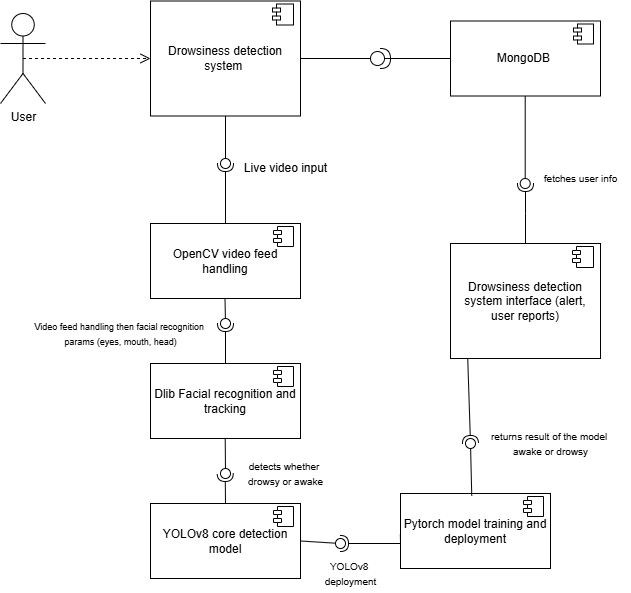 Drowsiness detection
system
MongoDB
User
Live video input
fetches user info
OpenCV video feed
handling
Drowsiness detection
system interface (alert,
user reports)
Video feed handling then facial recognition
params (eyes, mouth, head)
Dlib Facial recognition and
tracking
returns result of the model
awake or drowsy
detects whether
drowsy or awake
YOLOv8 core detection
model
Pytorch model training and
deployment
YOLOv8
deployment